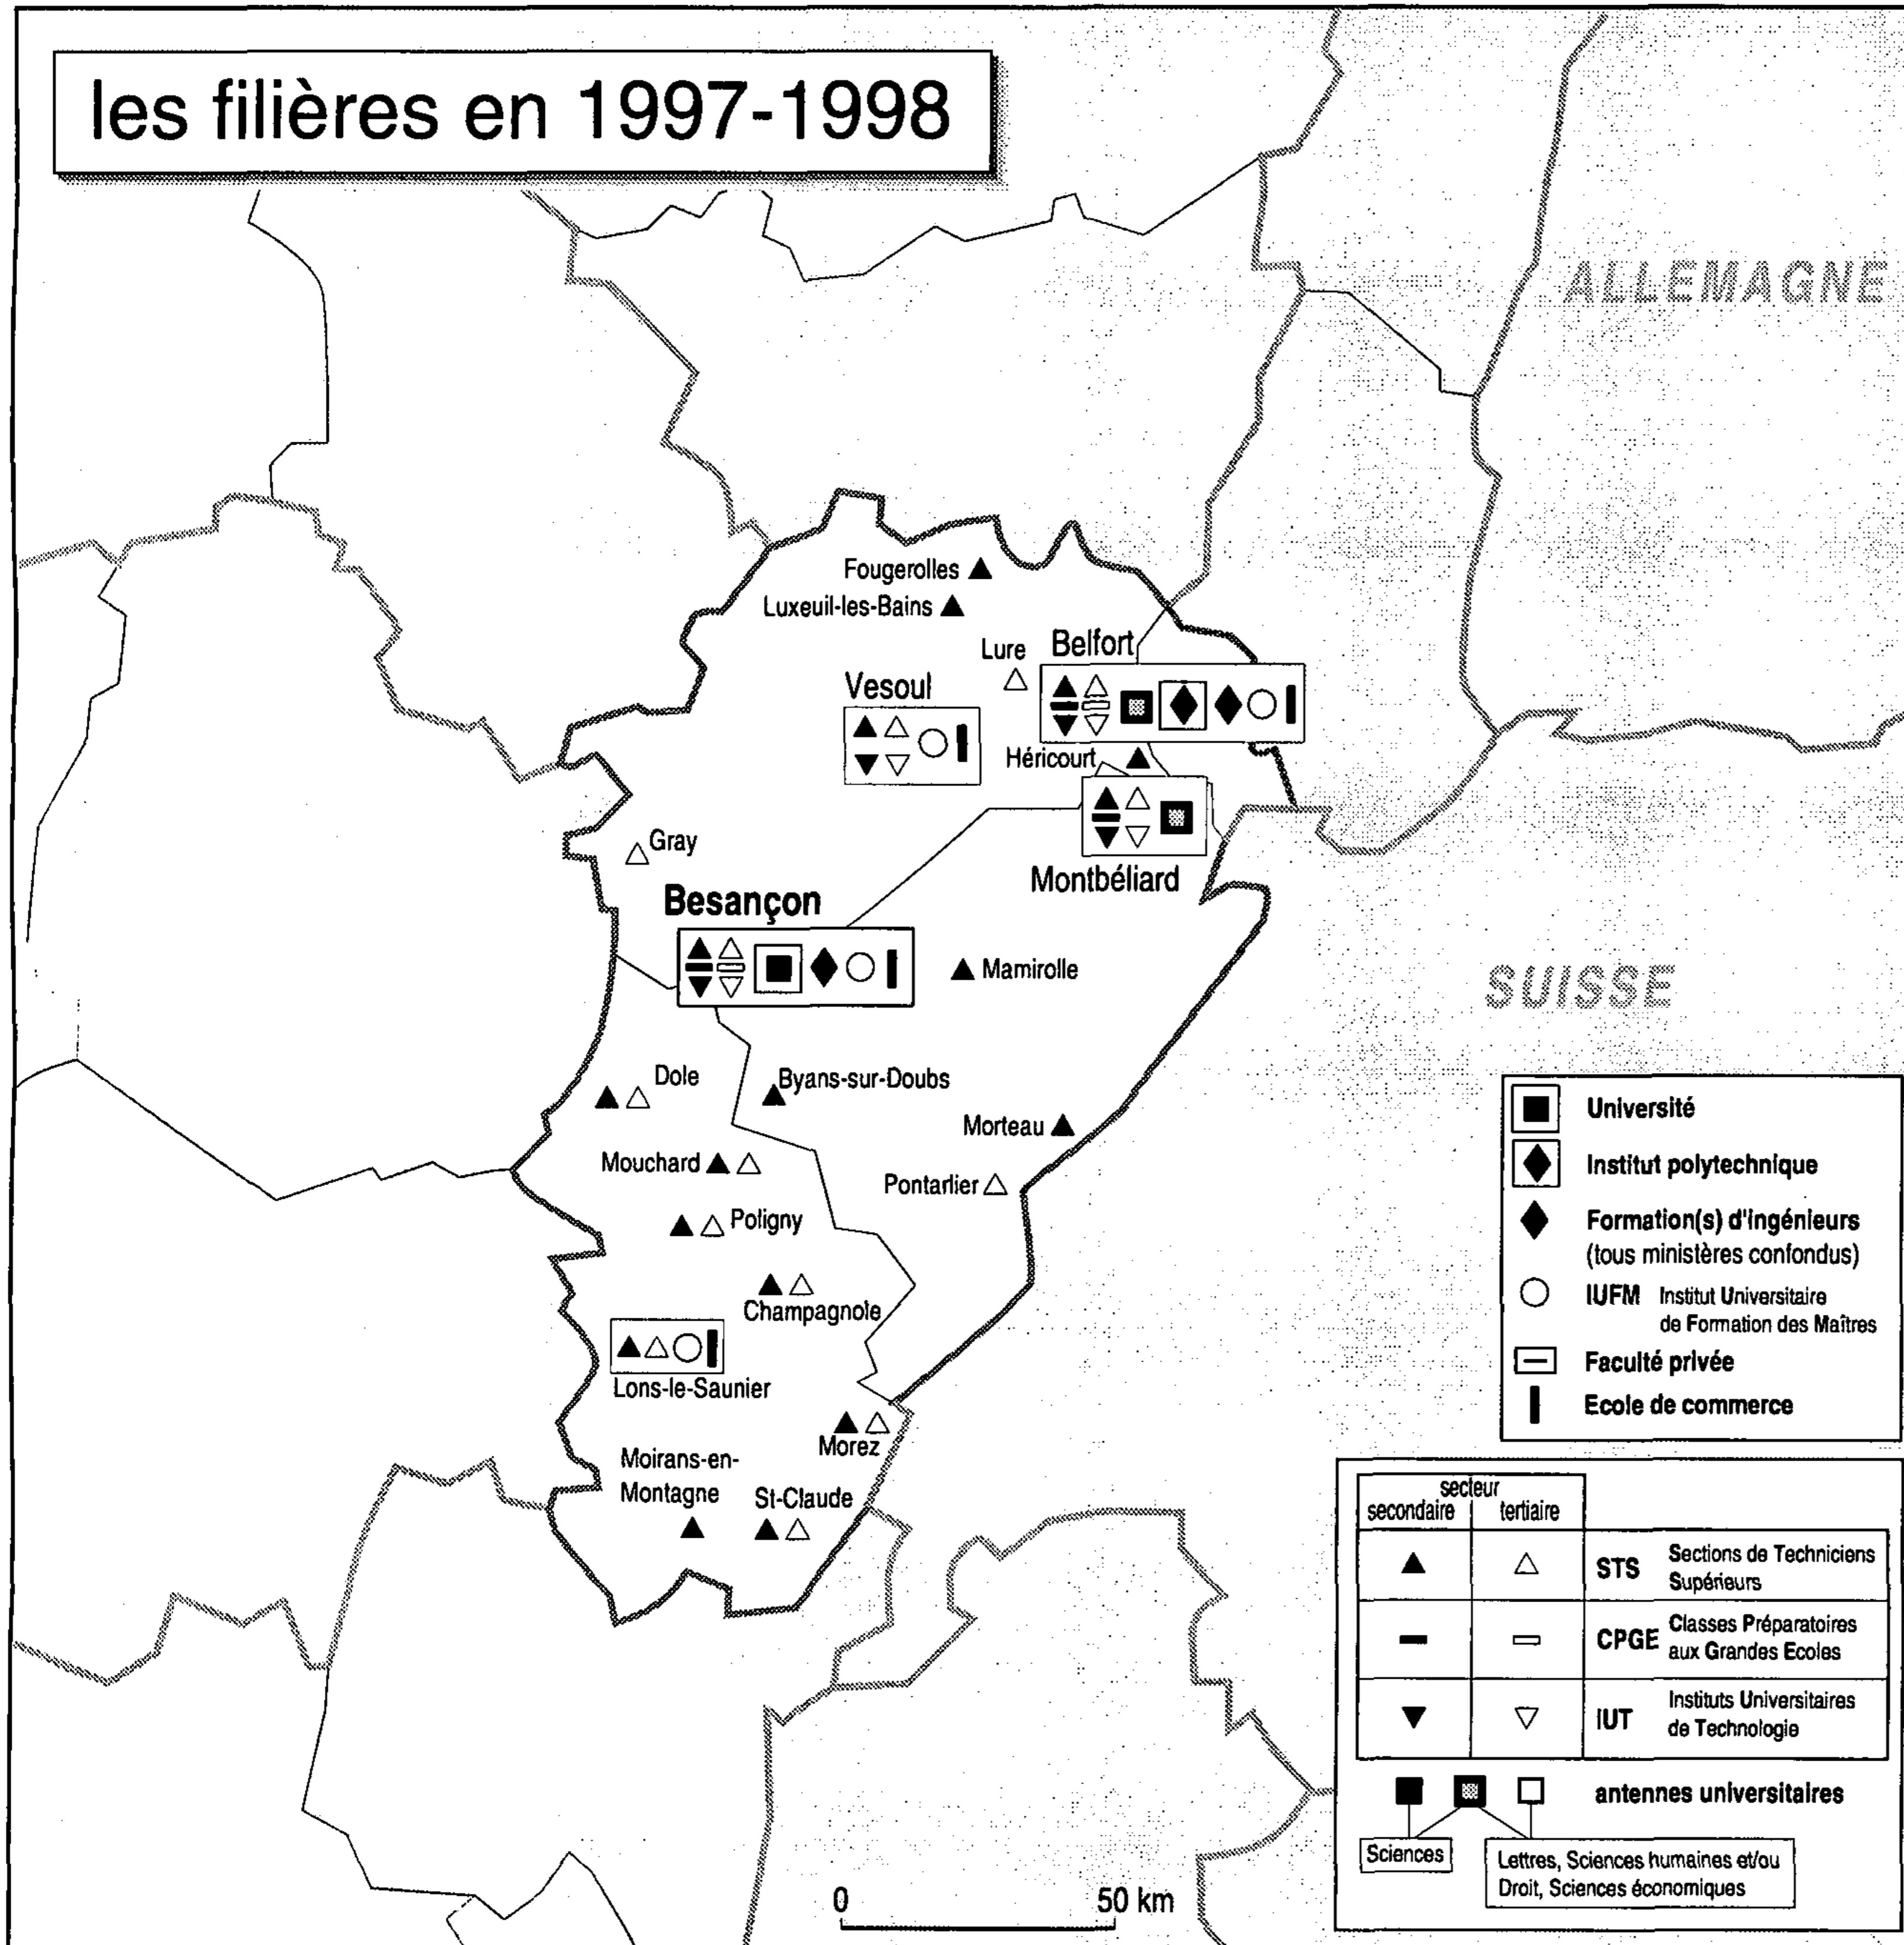 les filières en 1997-1998
ALLEMAGNE
Fougerolles
Luxeuil-les-Bains
Lure
Belfort
Vesoul
Héricourt
Gray
Montbéliard
Besançon
Mamirolle
SUISSE
Dole
Byans-sur-Doubs
Morteau
Mouchard
Pontarlier
Poligny
Champagnole
Lons-le-Saunier
Morez
Moirans-en-
Montagne
St-Claude
0 50 km
Université
Institut polytechnique
Formation(s) d'ingénieurs
(tous ministères confondus)
IUFM Institut Universitaire
de Formation des Maîtres
Faculté privée
Ecole de commerce
secteur
secondaire tertiaire
STS Sections de Techniciens
Supérieurs
CPGE Classes Préparatoires
aux Grandes Ecoles
IUT Instituts Universitaires
de Technologie
antennes universitaires
Sciences
Lettres, Sciences humaines et/ou
Droit, Sciences économiques